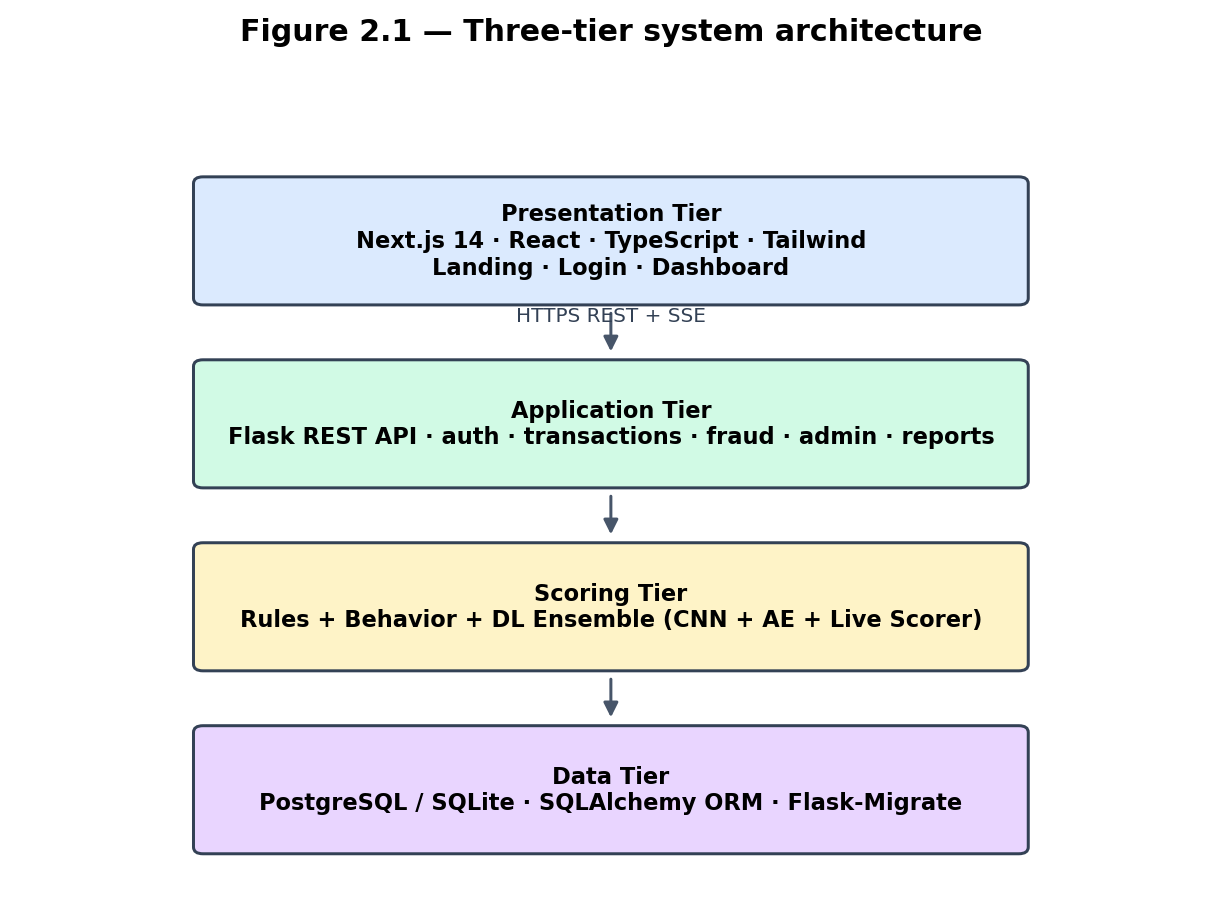 Figure 2.1 — Three-tier system architecture
Presentation Tier
Next.js 14 · React · TypeScript · Tailwind
Landing · Login · Dashboard
HTTPS REST + SSE
Application Tier
Flask REST API · auth · transactions · fraud · admin · reports
Scoring Tier
Rules + Behavior + DL Ensemble (CNN + AE + Live Scorer)
Data Tier
PostgreSQL / SQLite · SQLAlchemy ORM · Flask-Migrate